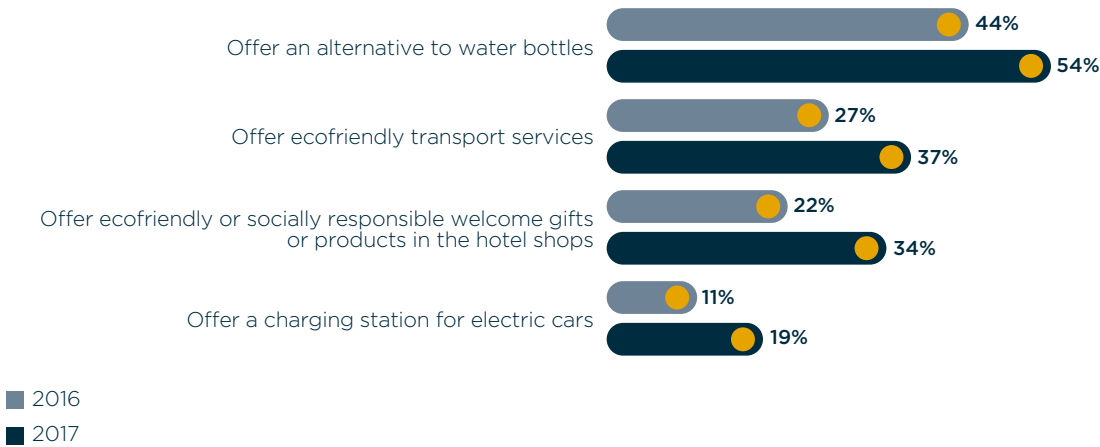 44%
Offer an alternative to water bottles
54%
27%
Offer ecofriendly transport services
37%
22%
Offer ecofriendly or socially responsible welcome gifts
or products in the hotel shops
34%
11%
Offer a charging station for electric cars
19%
2016
2017